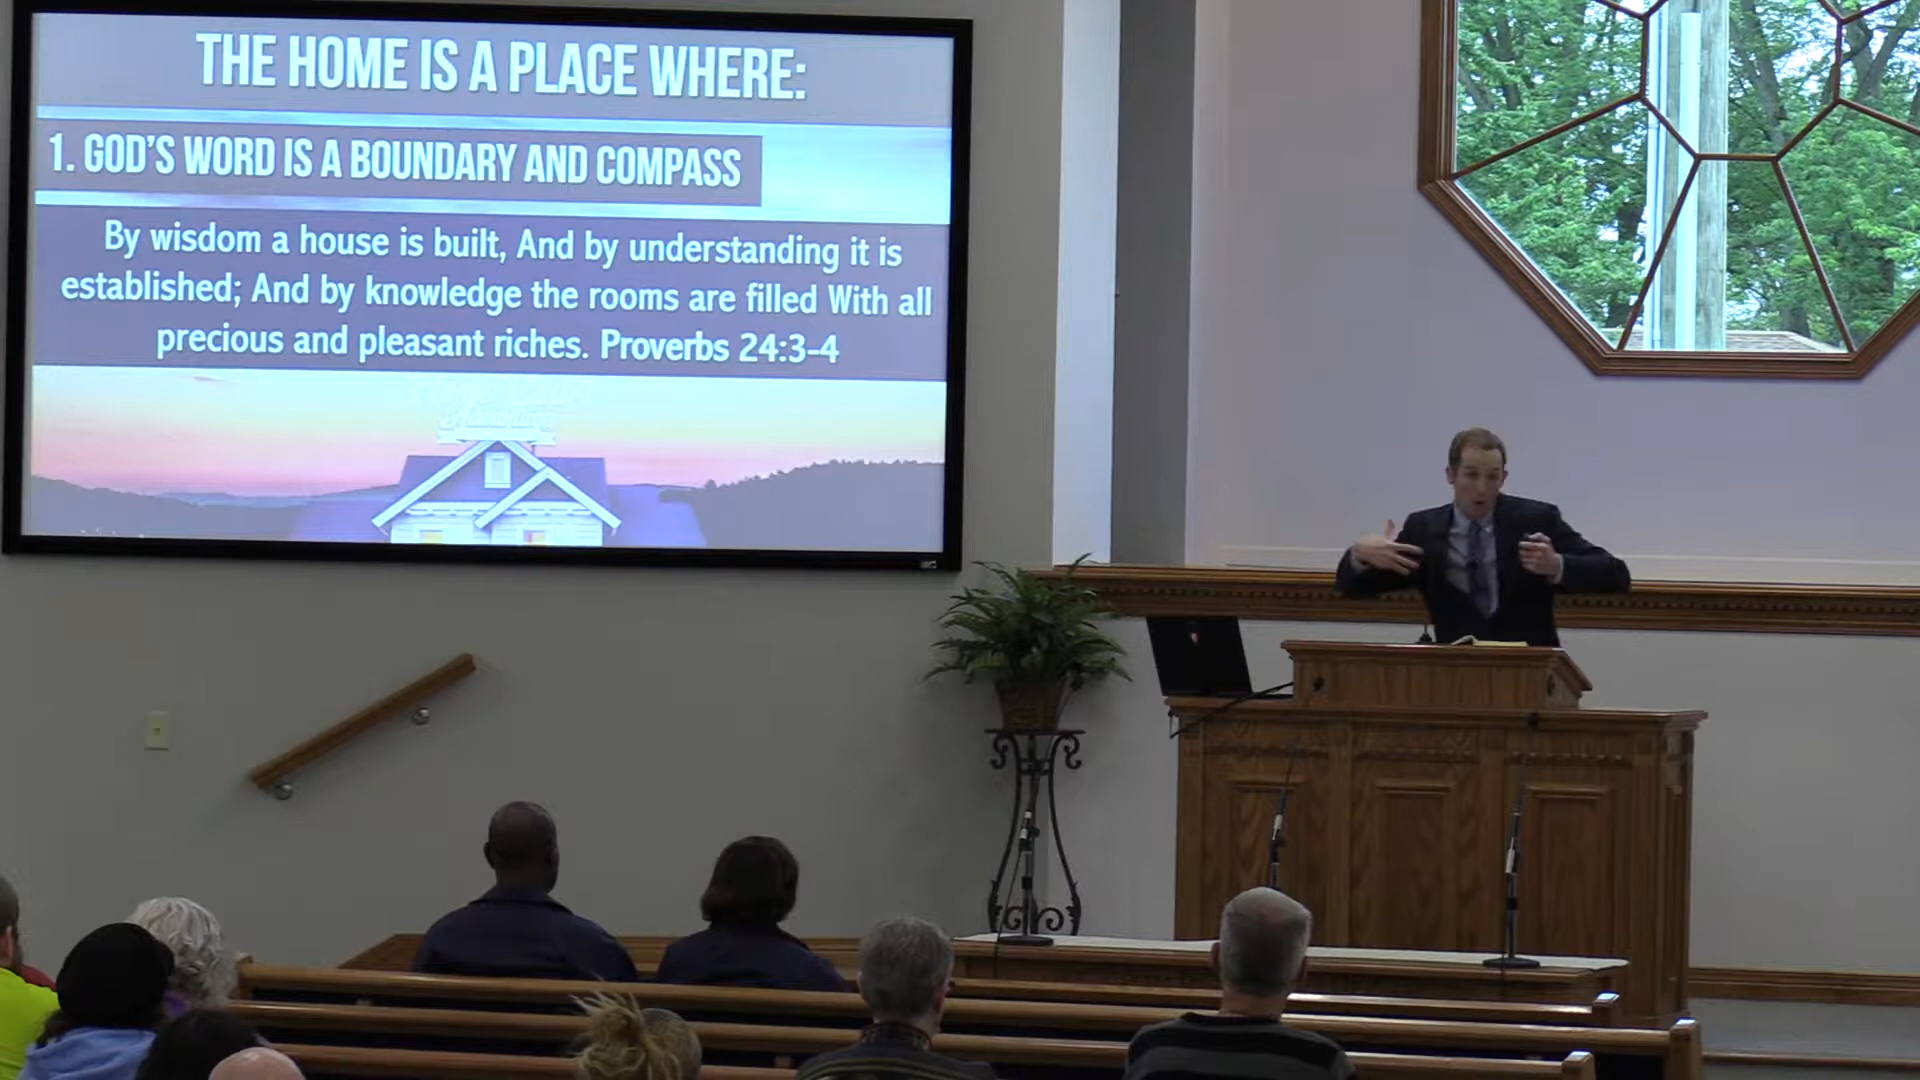 THE HOME IS A PLACE WHERE:
1. GOD'S WORD IS A BOUNDARY AND COMPASS
By wisdom a house is built, And by understanding it is
established; And by knowledge the rooms are filled With all
precious and pleasant riches. Proverbs 24:3-4